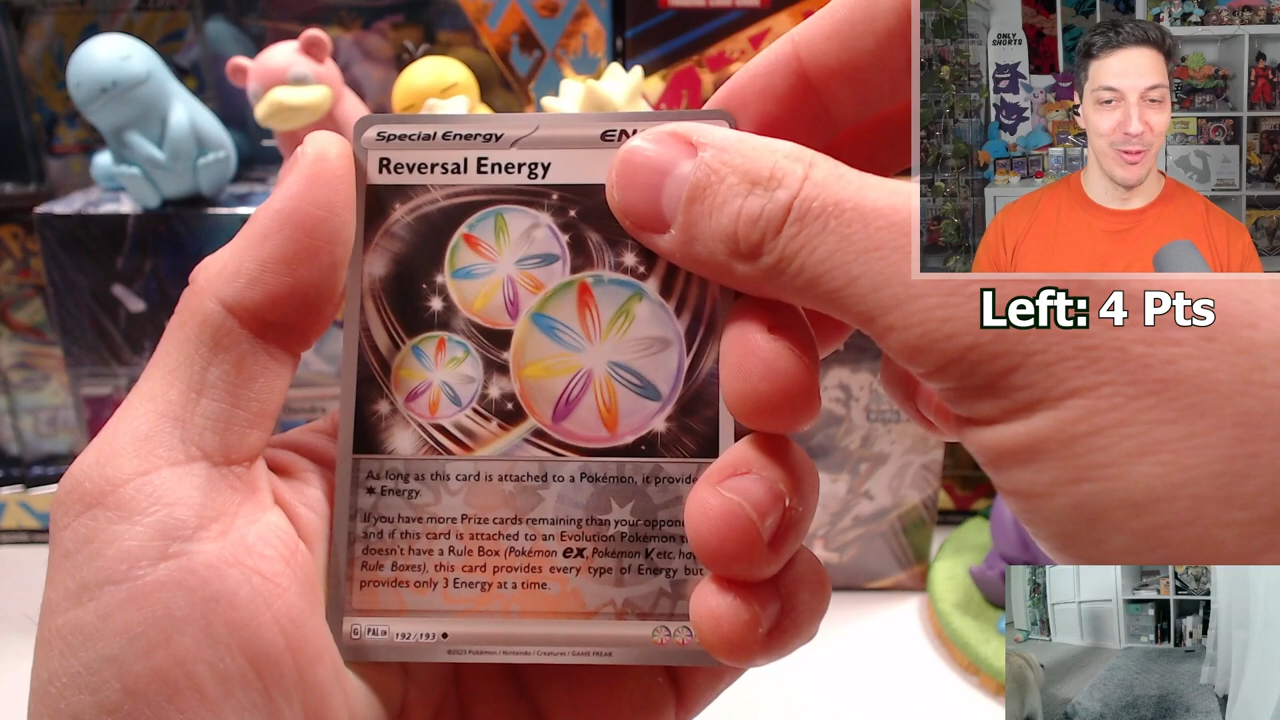 ONLY
SHORTS
Special Energy
Reversal Energy
Left: 4 Pts
As long as this card is attached to a Pokémon, it
Energy.
If you have more Prize cards remaining than your
and if this card is attached to an Evolution Pokémon
doesn't have a Rule Box (Pokémon ex, Pokémon V, etc.
Rule Boxes), this card provides every type of Energy but
provides only 3 Energy at a time.
G PAL EN 192/193
©2023 Pokémon / Nintendo / Creatures / GAME FREAK